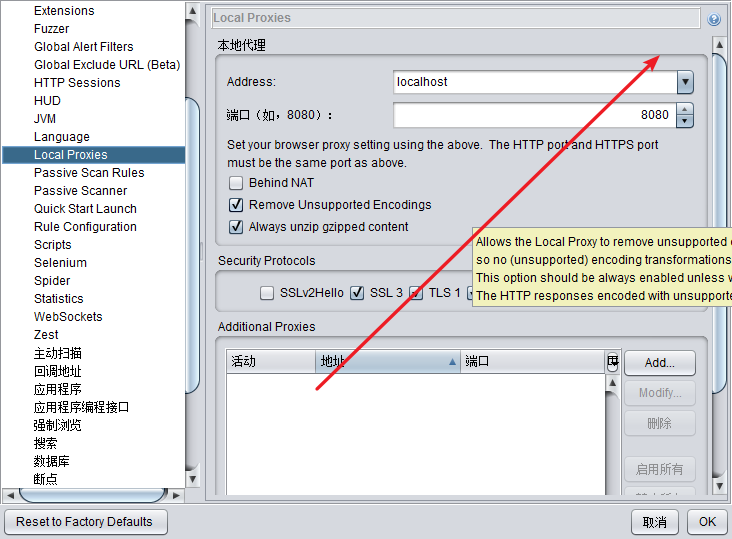 Extensions
Fuzzer
Global Alert Filters
Global Exclude URL (Beta)
HTTP Sessions
HUD
JVM
Language
Local Proxies
Passive Scan Rules
Passive Scanner
Quick Start Launch
Rule Configuration
Scripts
Selenium
Spider
Statistics
WebSockets
Zest
主动扫描
回调地址
应用程序
应用程序编程接口
强制浏览
搜索
数据库
断点
Local Proxies
本地代理
Address: localhost
端口（如，8080）： 8080
Set your browser proxy setting using the above. The HTTP port and HTTPS port
must be the same port as above.
Behind NAT
Remove Unsupported Encodings
Always unzip gzipped content
Allows the Local Proxy to remove unsupported
so no (unsupported) encoding transformations
This option should be always enabled unless
The HTTP responses encoded with
Security Protocols
SSLv2Hello SSL 3 TLS 1
Additional Proxies
活动 地址 端口
Add...
Modify...
删除
启用所有
Reset to Factory Defaults 取消 OK